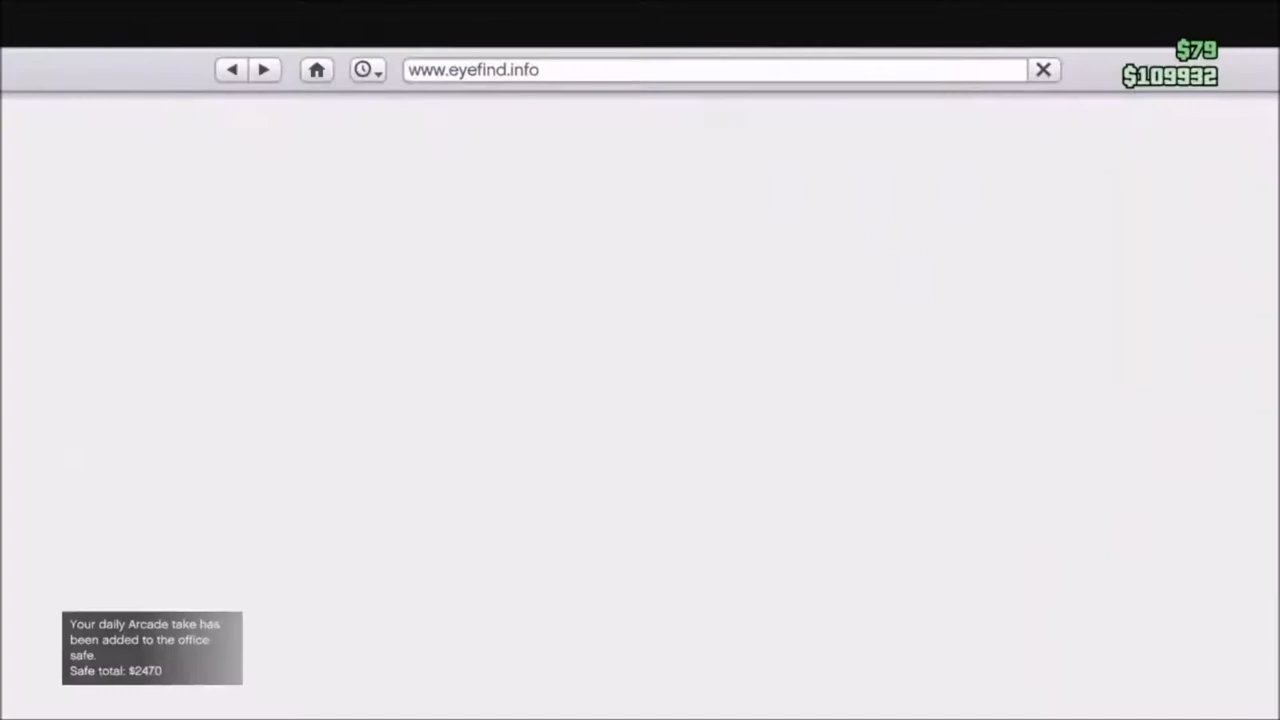 www.eyefind.info
$79
$109932
Your daily Arcade take has
been added to the office
safe.
Safe total: $2470